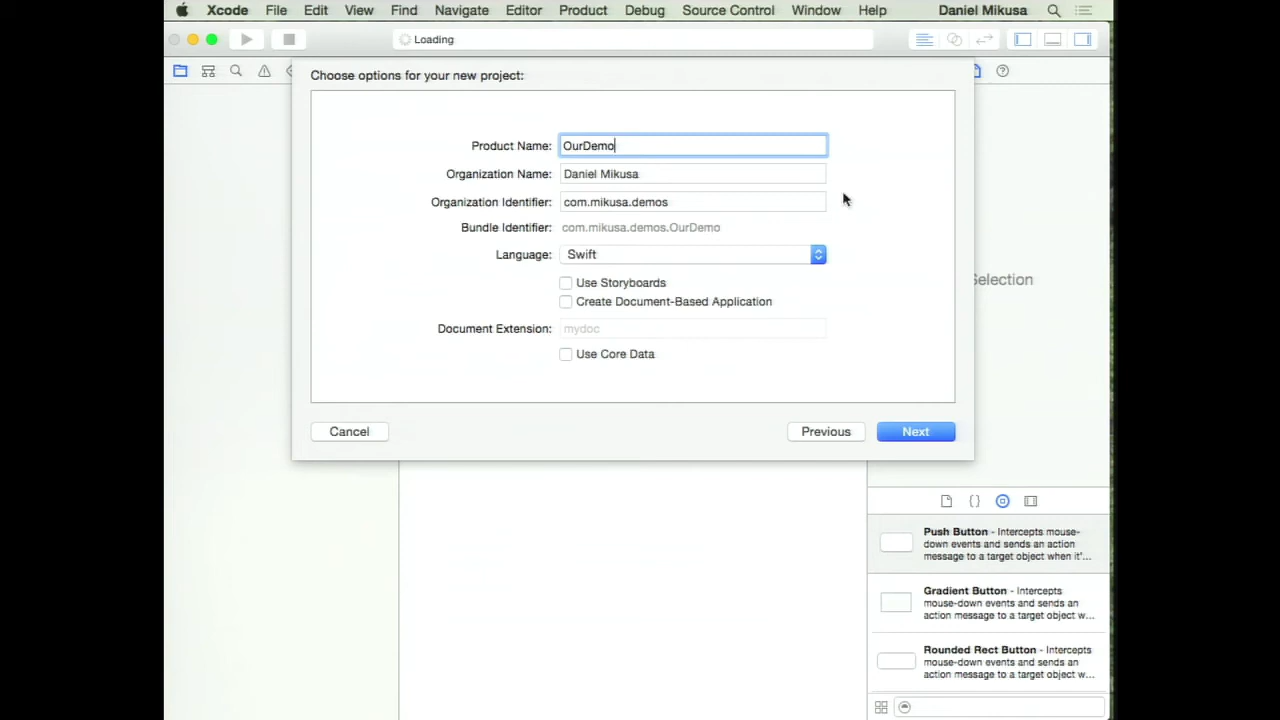 Xcode File Edit View Find Navigate Editor Product Debug Source Control Window Help Daniel Mikusa
Loading
Choose options for your new project:
Product Name: OurDemo
Organization Name: Daniel Mikusa
Organization Identifier: com.mikusa.demos
Bundle Identifier: com.mikusa.demos.OurDemo
Language: Swift
Use Storyboards
Selection
Create Document-Based Application
Document Extension: mydoc
Use Core Data
Cancel Previous Next
Push Button - Intercepts mouse-
down events and sends an action
message to a target object when it'...
Gradient Button - Intercepts
mouse-down events and sends an
action message to a target object w...
Rounded Rect Button - Intercepts
mouse-down events and sends an
action message to a target object w...